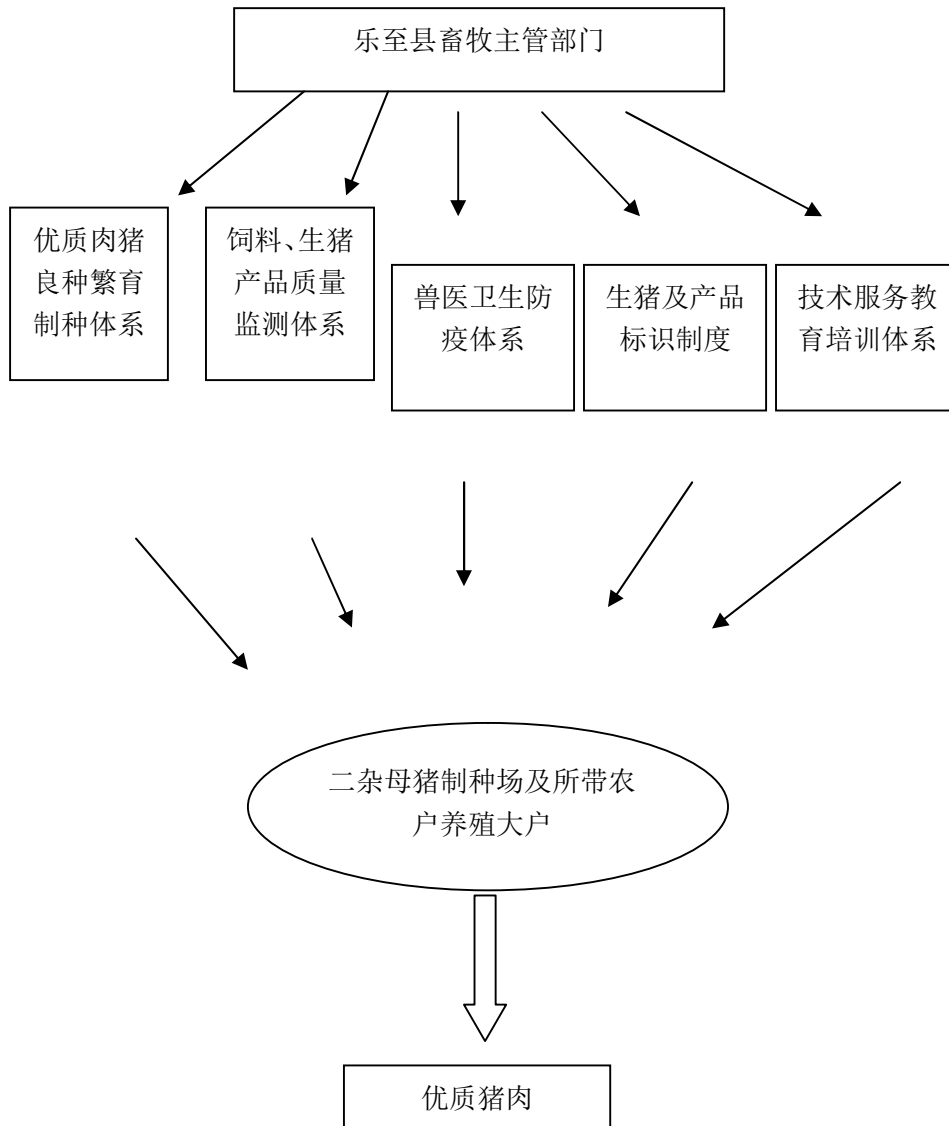 乐至县畜牧主管部门
优质肉猪
良种繁育
制种体系
饲料、生猪
产品质量
监测体系
兽医卫生防
疫体系
生猪及产品
标识制度
技术服务教
育培训体系
二杂母猪制种场及所带农
户养殖大户
优质猪肉